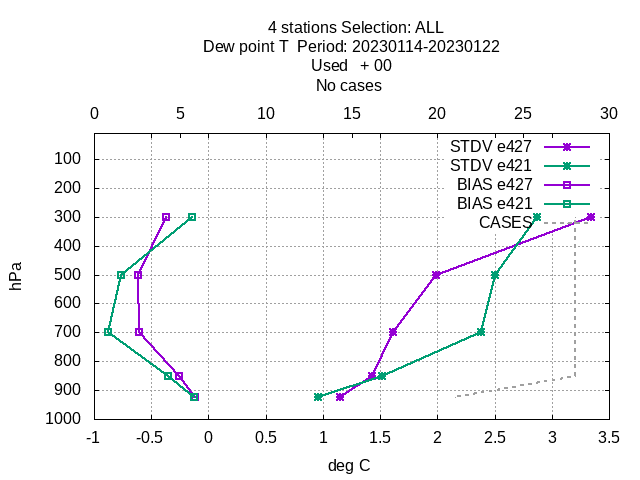 4 stations Selection: ALL
Dew point T  Period: 20230114-20230122
Used   + 00
No cases
0 5 10 15 20 25 30
STDV e427
STDV e421
BIAS e427
BIAS e421
CASES
100
200
300
400
500
600
700
800
900
1000
hPa
-1 -0.5 0 0.5 1 1.5 2 2.5 3 3.5
deg C